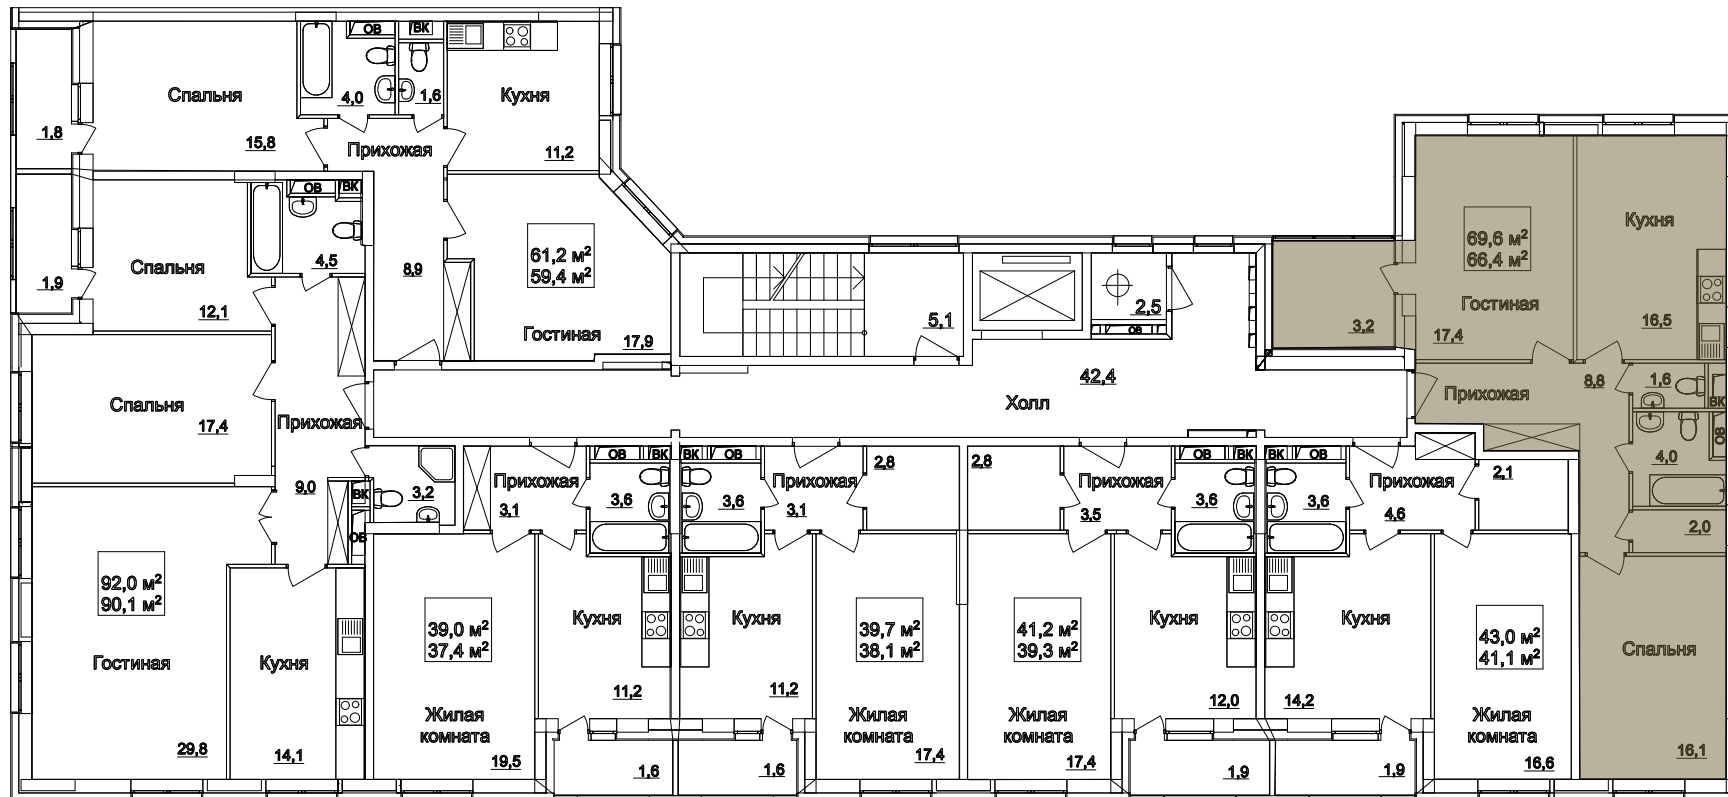 ОВ
ВК
Кухня
Спальня
4,0
1,6
1,8
15,8
Прихожая
11,2
ОВ
ВК
61,2 м²
59,4 м²
Спальня
4,5
8,9
1,9
12,1
Гостиная
17,9
5,1
2,5
ОВ
3,2
69,6 м²
66,4 м²
Кухня
Гостиная
17,4
16,5
Спальня
17,4
Прихожая
42,4
Холл
Прихожая
8,8
1,6
ВК
ОВ
4,0
2,0
9,0
ВК
ОВ
3,2
Прихожая
3,1
ОВ
ВК
3,6
ВК
ОВ
3,6
Прихожая
3,1
2,8
2,8
Прихожая
3,5
ОВ
ВК
3,6
ВК
ОВ
3,6
Прихожая
4,6
2,1
92,0 м²
90,1 м²
Гостиная
29,8
Кухня
14,1
39,0 м²
37,4 м²
Жилая
комната
19,5
Кухня
11,2
1,6
Кухня
11,2
1,6
39,7 м²
38,1 м²
Жилая
комната
17,4
41,2 м²
39,3 м²
Жилая
комната
17,4
Кухня
12,0
1,9
Кухня
14,2
1,9
43,0 м²
41,1 м²
Жилая
комната
16,6
Спальня
16,1